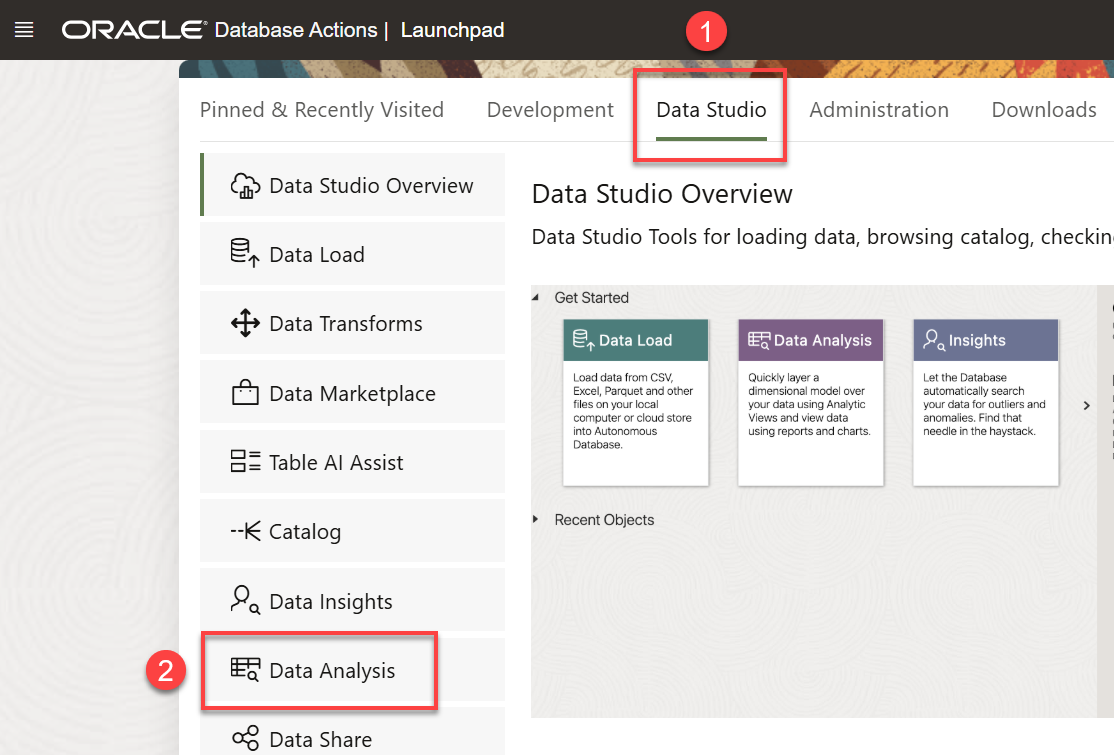 ORACLE® Database Actions | Launchpad
1
Pinned & Recently Visited Development Data Studio Administration Downloads
Data Studio Overview
Data Load
Data Transforms
Data Marketplace
Table AI Assist
Catalog
Data Insights
2
Data Analysis
Data Share
Data Studio Overview
Data Studio Tools for loading data, browsing catalog, checkin
Get Started
Data Load
Load data from CSV,
Excel, Parquet and other
files on your local
computer or cloud store
into Autonomous
Database.
Data Analysis
Quickly layer a
dimensional model over
your data using Analytic
Views and view data
using reports and charts.
Insights
Let the Database
automatically search
your data for outliers and
anomalies. Find that
needle in the haystack.
Recent Objects